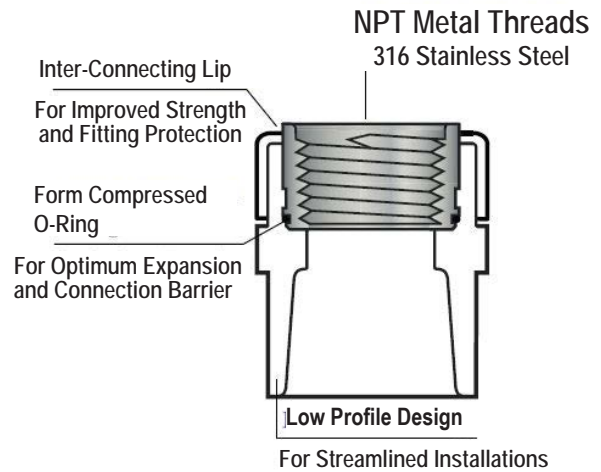 NPT Metal Threads
316 Stainless Steel
Inter-Connecting Lip
For Improved Strength
and Fitting Protection
Form Compressed
O-Ring
For Optimum Expansion
and Connection Barrier
Low Profile Design
For Streamlined Installations